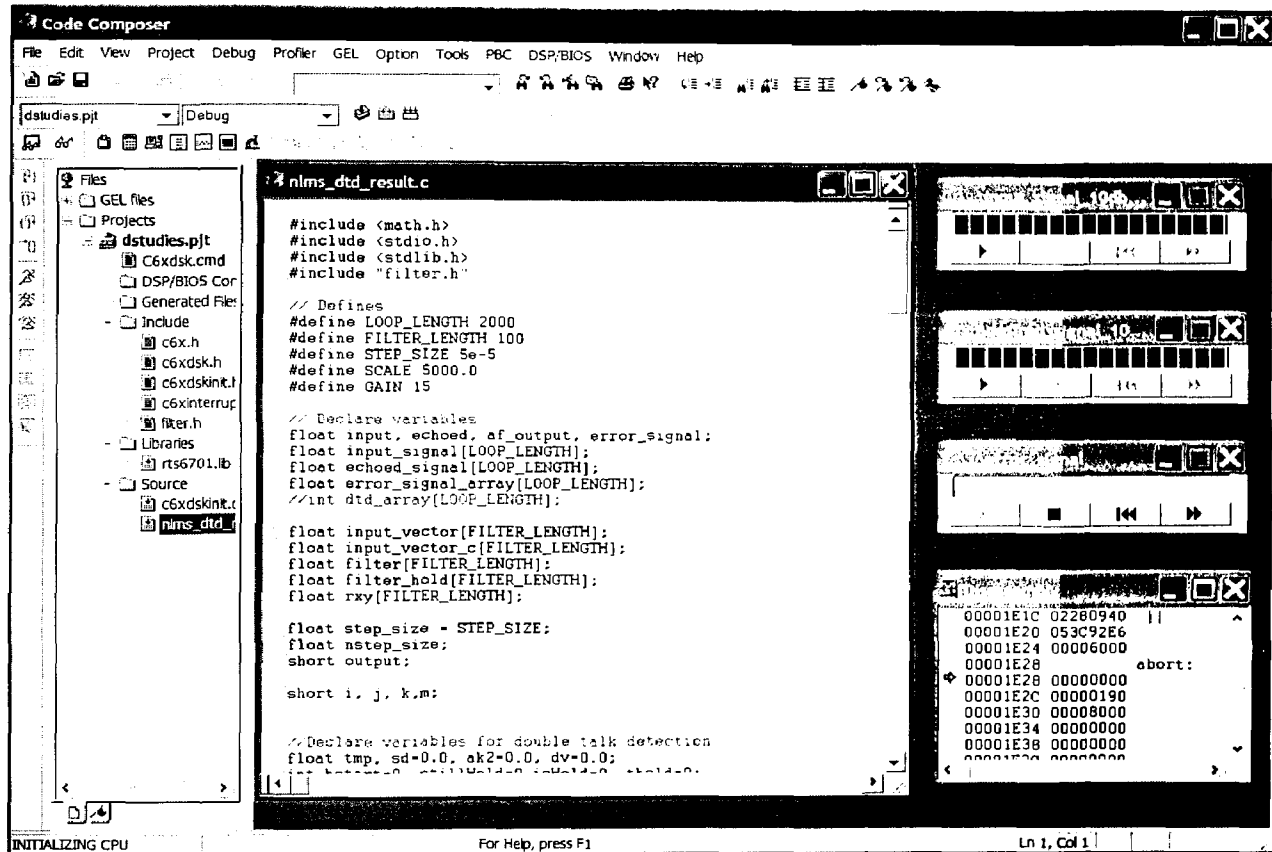 Code Composer
File Edit View Project Debug Profiler GEL Option Tools PBC DSP/BIOS Window Help
dstudies.pjt Debug
Files
GEL files
Projects
dstudies.pjt
C6xdsk.cmd
DSP/BIOS Cor
Generated Files
Include
c6x.h
c6xdsk.h
c6xdskinit.h
c6xinterrup
filter.h
Libraries
rts6701.lib
Source
c6xdskinit.c
nlms_dtd_r
nlms_dtd_result.c
#include <math.h>
#include <stdio.h>
#include <stdlib.h>
#include "filter.h"
// Defines
#define LOOP_LENGTH 2000
#define FILTER_LENGTH 100
#define STEP_SIZE 5e-5
#define SCALE 5000.0
#define GAIN 15
// Declare variables
float input, echoed, af_output, error_signal;
float input_signal[LOOP_LENGTH];
float echoed_signal[LOOP_LENGTH];
float error_signal_array[LOOP_LENGTH];
//int dtd_array[LOOP_LENGTH];
float input_vector[FILTER_LENGTH];
float input_vector_c[FILTER_LENGTH];
float filter[FILTER_LENGTH];
float filter_hold[FILTER_LENGTH];
float rxy[FILTER_LENGTH];
float step_size = STEP_SIZE;
float nstep_size;
short output;
short i, j, k,m;
//Declare variables for double talk detection
float tmp, sd=0.0, ak2=0.0, dv=0.0;
00001E1C 02280940 ||
00001E20 053C92E6
00001E24 00006000
00001E28 abort:
00001E28 00000000
00001E2C 00000190
00001E30 00008000
00001E34 00000000
00001E38 00000000
INITIALIZING CPU
For Help, press F1
Ln 1, Col 1